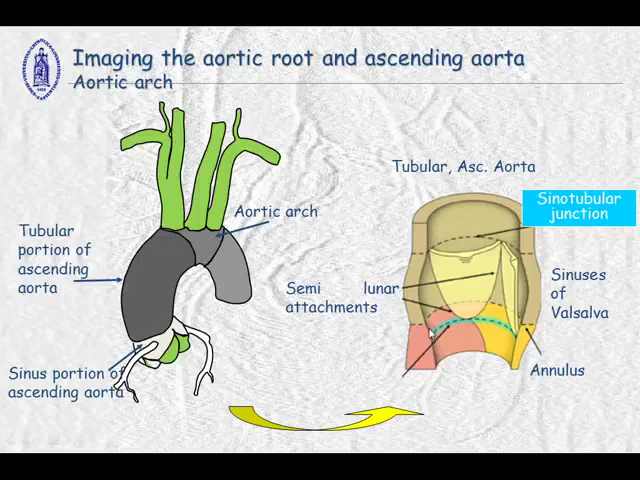 Imaging the aortic root and ascending aorta
Aortic arch
Tubular, Asc. Aorta
Sinotubular
junction
Aortic arch
Tubular
portion of
ascending
aorta
Semi lunar
attachments
Sinuses
of
Valsalva
Annulus
Sinus portion of
ascending aorta